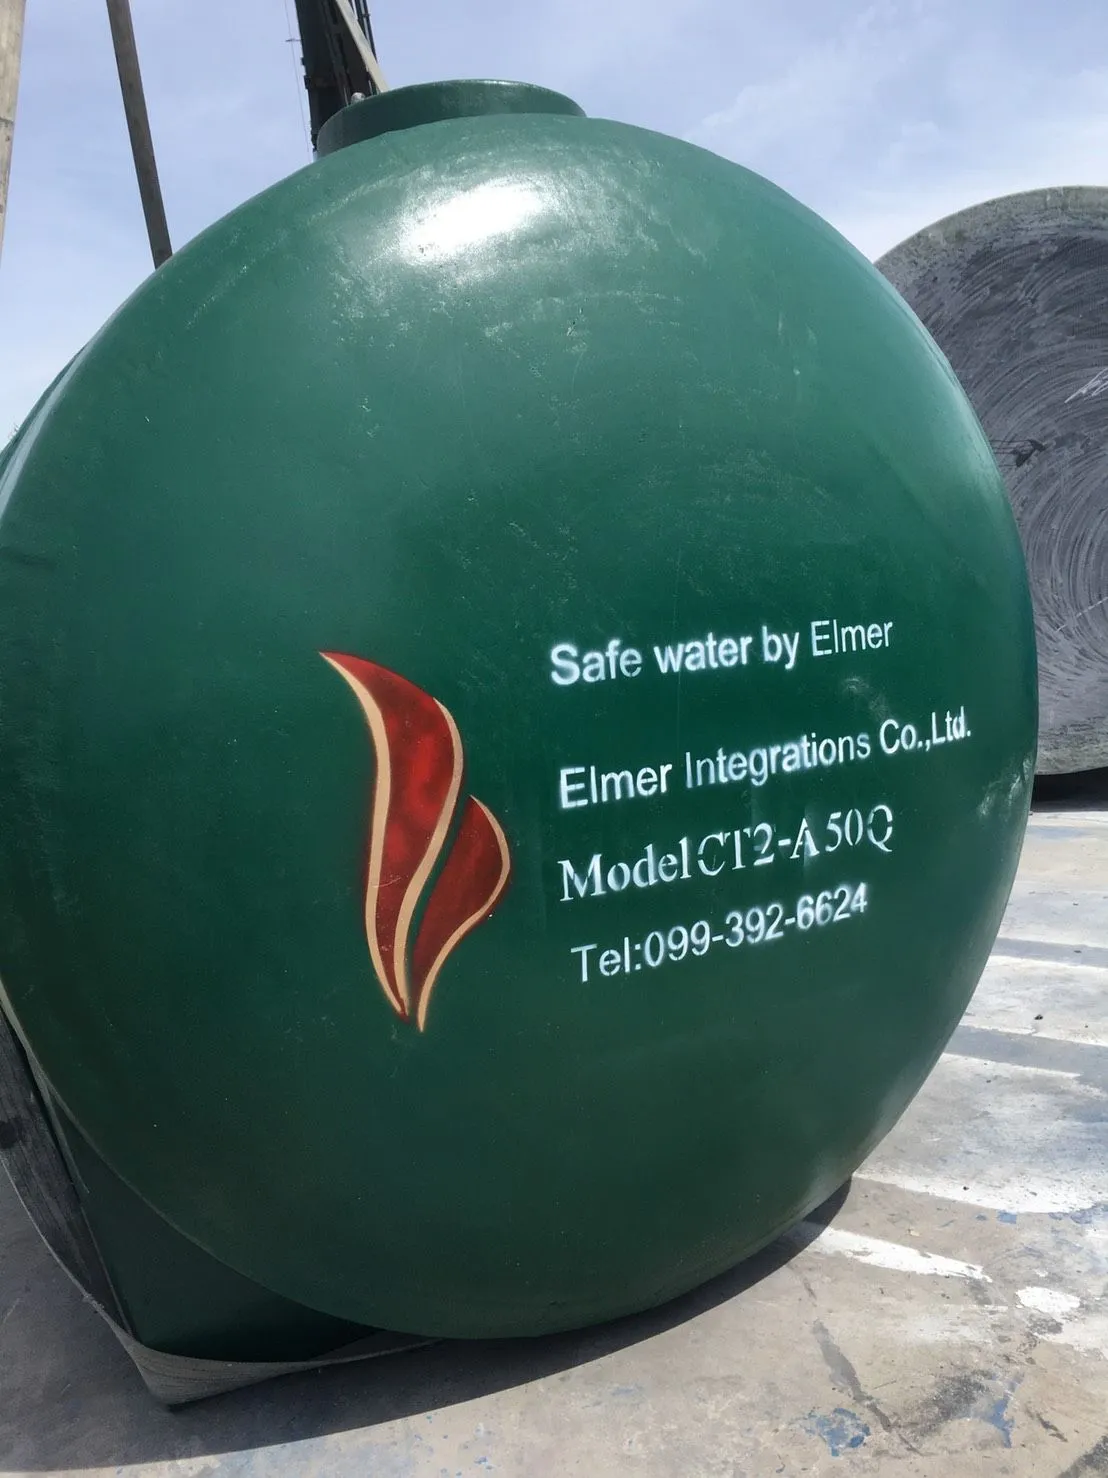 Safe water by Elmer
Elmer Integrations Co.,Ltd.
Model CT2-A50Q
Tel:099-392-6624